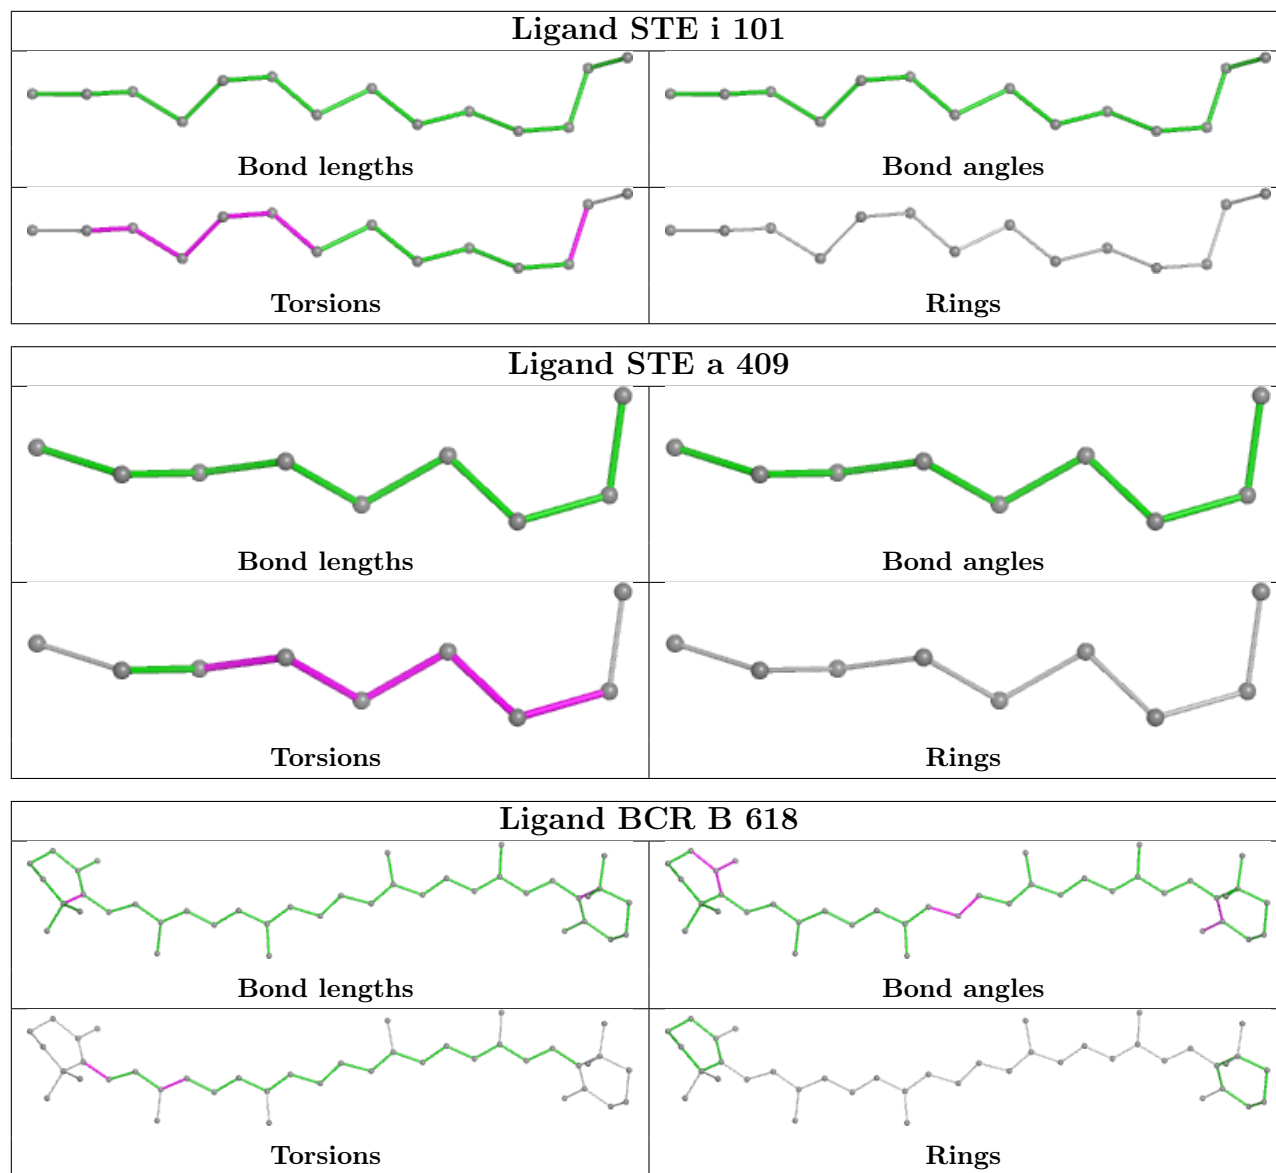 Ligand STE i 101
Bond lengths
Bond angles
Torsions
Rings
Ligand STE a 409
Bond lengths
Bond angles
Torsions
Rings
Ligand BCR B 618
Bond lengths
Bond angles
Torsions
Rings